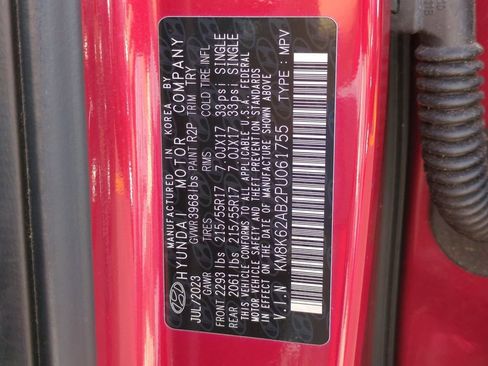 MANUFACTURED IN KOREA BY
HYUNDAI MOTOR COMPANY
JUL/2023 GVWR 3968 lbs PAINT R2P TRIM TRY
GAWR TIRES RIMS COLD TIRE INFL.
FRONT 2293 lbs 215/55R17 7.0JX17 33psi SINGLE
REAR 2061 lbs 215/55R17 7.0JX17 33psi SINGLE
THIS VEHICLE CONFORMS TO ALL APPLICABLE U.S.A. FEDERAL
MOTOR VEHICLE SAFETY AND THEFT PREVENTION STANDARDS
IN EFFECT ON THE DATE OF MANUFACTURE SHOWN ABOVE.
V.I.N KM8KG2AB2PU061755 TYPE : MPV